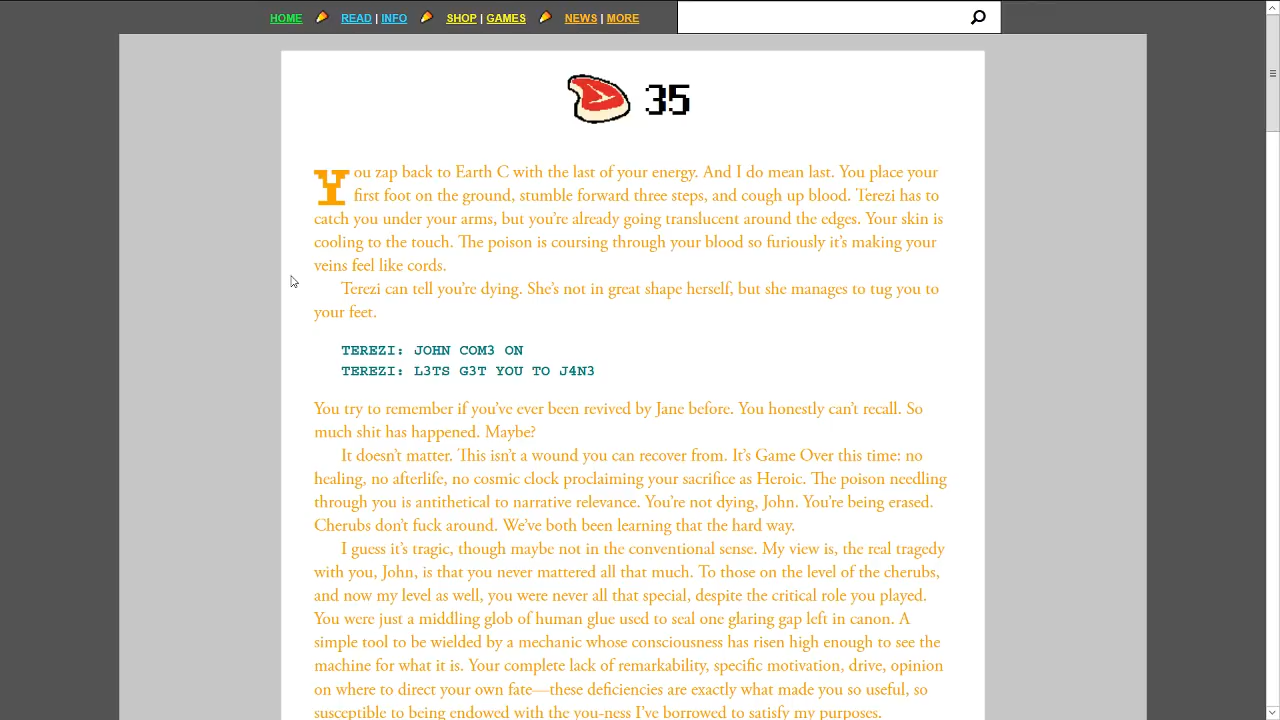 HOME READ | INFO SHOP | GAMES NEWS | MORE
35
You zap back to Earth C with the last of your energy. And I do mean last. You place your
first foot on the ground, stumble forward three steps, and cough up blood. Terezi has to
catch you under your arms, but you’re already going translucent around the edges. Your skin is
cooling to the touch. The poison is coursing through your blood so furiously it’s making your
veins feel like cords.
Terezi can tell you’re dying. She’s not in great shape herself, but she manages to tug you to
your feet.
TEREZI: JOHN COM3 ON
TEREZI: L3TS G3T YOU TO J4N3
You try to remember if you’ve ever been revived by Jane before. You honestly can’t recall. So
much shit has happened. Maybe?
It doesn’t matter. This isn’t a wound you can recover from. It’s Game Over this time: no
healing, no afterlife, no cosmic clock proclaiming your sacrifice as Heroic. The poison needling
through you is antithetical to narrative relevance. You’re not dying, John. You’re being erased.
Cherubs don’t fuck around. We’ve both been learning that the hard way.
I guess it’s tragic, though maybe not in the conventional sense. My view is, the real tragedy
with you, John, is that you never mattered all that much. To those on the level of the cherubs,
and now my level as well, you were never all that special, despite the critical role you played.
You were just a middling glob of human glue used to seal one glaring gap left in canon. A
simple tool to be wielded by a mechanic whose consciousness has risen high enough to see the
machine for what it is. Your complete lack of remarkability, specific motivation, drive, opinion
on where to direct your own fate—these deficiencies are exactly what made you so useful, so
susceptible to being endowed with the you-ness I’ve borrowed to satisfy my purposes.